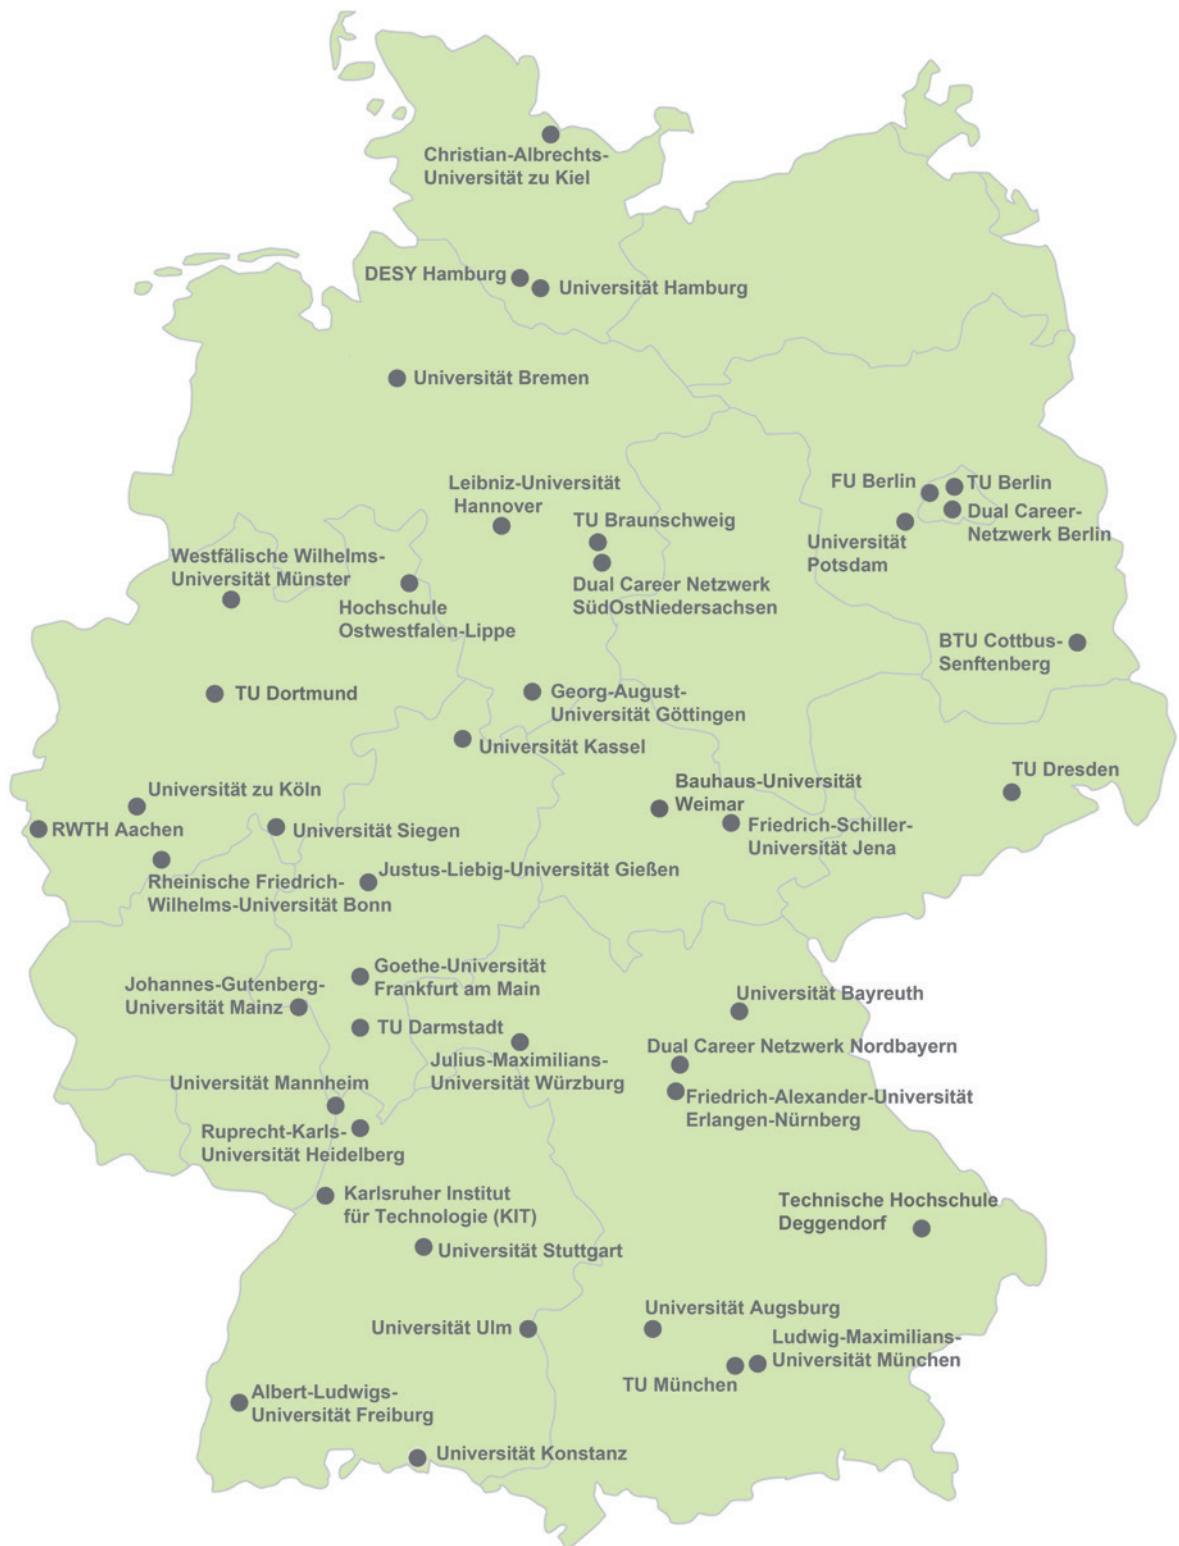 Christian-Albrechts-
Universität zu Kiel
DESY Hamburg
Universität Hamburg
Universität Bremen
Leibniz-Universität
Hannover
TU Braunschweig
Dual Career Netzwerk
SüdOstNiedersachsen
FU Berlin
TU Berlin
Dual Career-
Netzwerk Berlin
Universität
Potsdam
Westfälische Wilhelms-
Universität Münster
Hochschule
Ostwestfalen-Lippe
BTU Cottbus-
Senftenberg
TU Dortmund
Georg-August-
Universität Göttingen
Universität Kassel
Bauhaus-Universität
Weimar
TU Dresden
Universität zu Köln
RWTH Aachen
Universität Siegen
Friedrich-Schiller-
Universität Jena
Rheinische Friedrich-
Wilhelms-Universität Bonn
Justus-Liebig-Universität Gießen
Goethe-Universität
Frankfurt am Main
Johannes-Gutenberg-
Universität Mainz
Universität Bayreuth
TU Darmstadt
Julius-Maximilians-
Universität Würzburg
Dual Career Netzwerk Nordbayern
Universität Mannheim
Friedrich-Alexander-Universität
Erlangen-Nürnberg
Ruprecht-Karls-
Universität Heidelberg
Karlsruher Institut
für Technologie (KIT)
Technische Hochschule
Deggendorf
Universität Stuttgart
Universität Augsburg
Universität Ulm
Ludwig-Maximilians-
Universität München
TU München
Albert-Ludwigs-
Universität Freiburg
Universität Konstanz